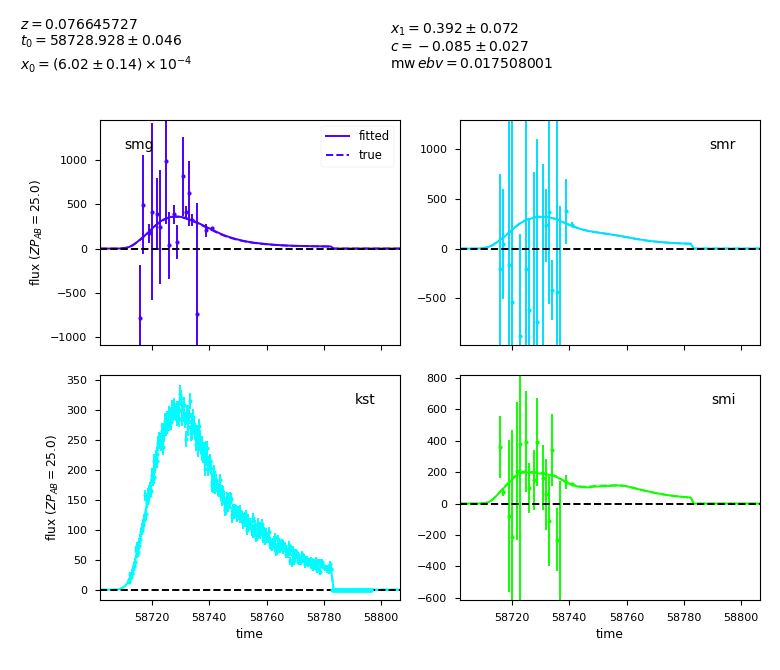 z = 0.076645727
t₀ = 58728.928 ± 0.046
x₀ = (6.02 ± 0.14) × 10⁻⁴
x₁ = 0.392 ± 0.072
c = −0.085 ± 0.027
mw ebv = 0.017508001
smg
fitted
true
1000
500
0
−500
−1000
flux (ZP_AB = 25.0)
smr
1000
500
0
−500
kst
350
300
250
200
150
100
50
0
flux (ZP_AB = 25.0)
58720 58740 58760 58780 58800
time
smi
800
600
400
200
0
−200
−400
−600
58720 58740 58760 58780 58800
time